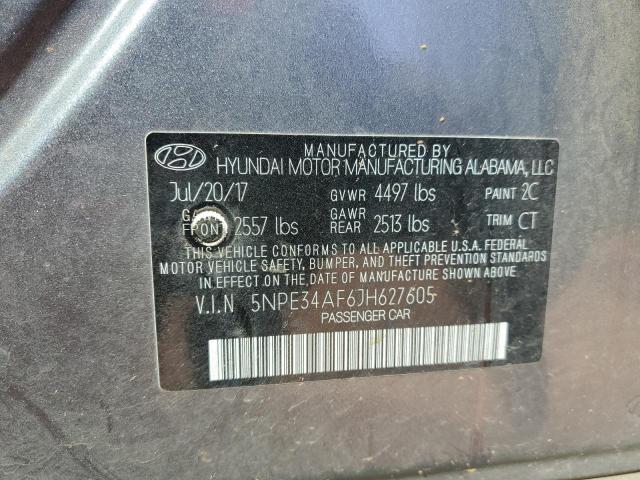 MANUFACTURED BY
HYUNDAI MOTOR MANUFACTURING ALABAMA, LLC
Jul/20/17 GVWR 4497 lbs PAINT 2C
FRONT 2557 lbs GAWR REAR 2513 lbs TRIM CT
THIS VEHICLE CONFORMS TO ALL APPLICABLE U.S.A. FEDERAL
MOTOR VEHICLE SAFETY, BUMPER, AND THEFT PREVENTION STANDARDS
IN EFFECT ON THE DATE OF MANUFACTURE SHOWN ABOVE.
V.I.N 5NPE34AF6JH627605
PASSENGER CAR